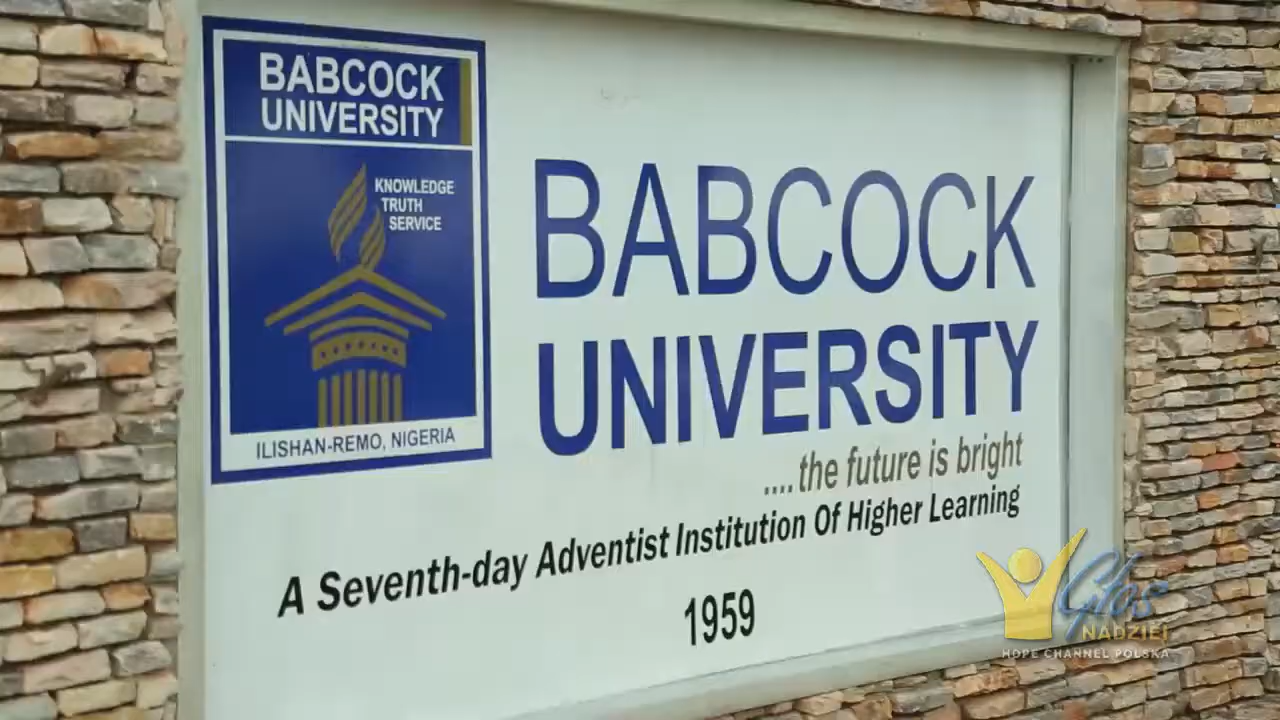 BABCOCK
UNIVERSITY
KNOWLEDGE
TRUTH
SERVICE
ILISHAN-REMO, NIGERIA
BABCOCK
UNIVERSITY
....the future is bright
A Seventh-day Adventist Institution Of Higher Learning
1959
Głos
NADZIEI
HOPE CHANNEL POLSKA